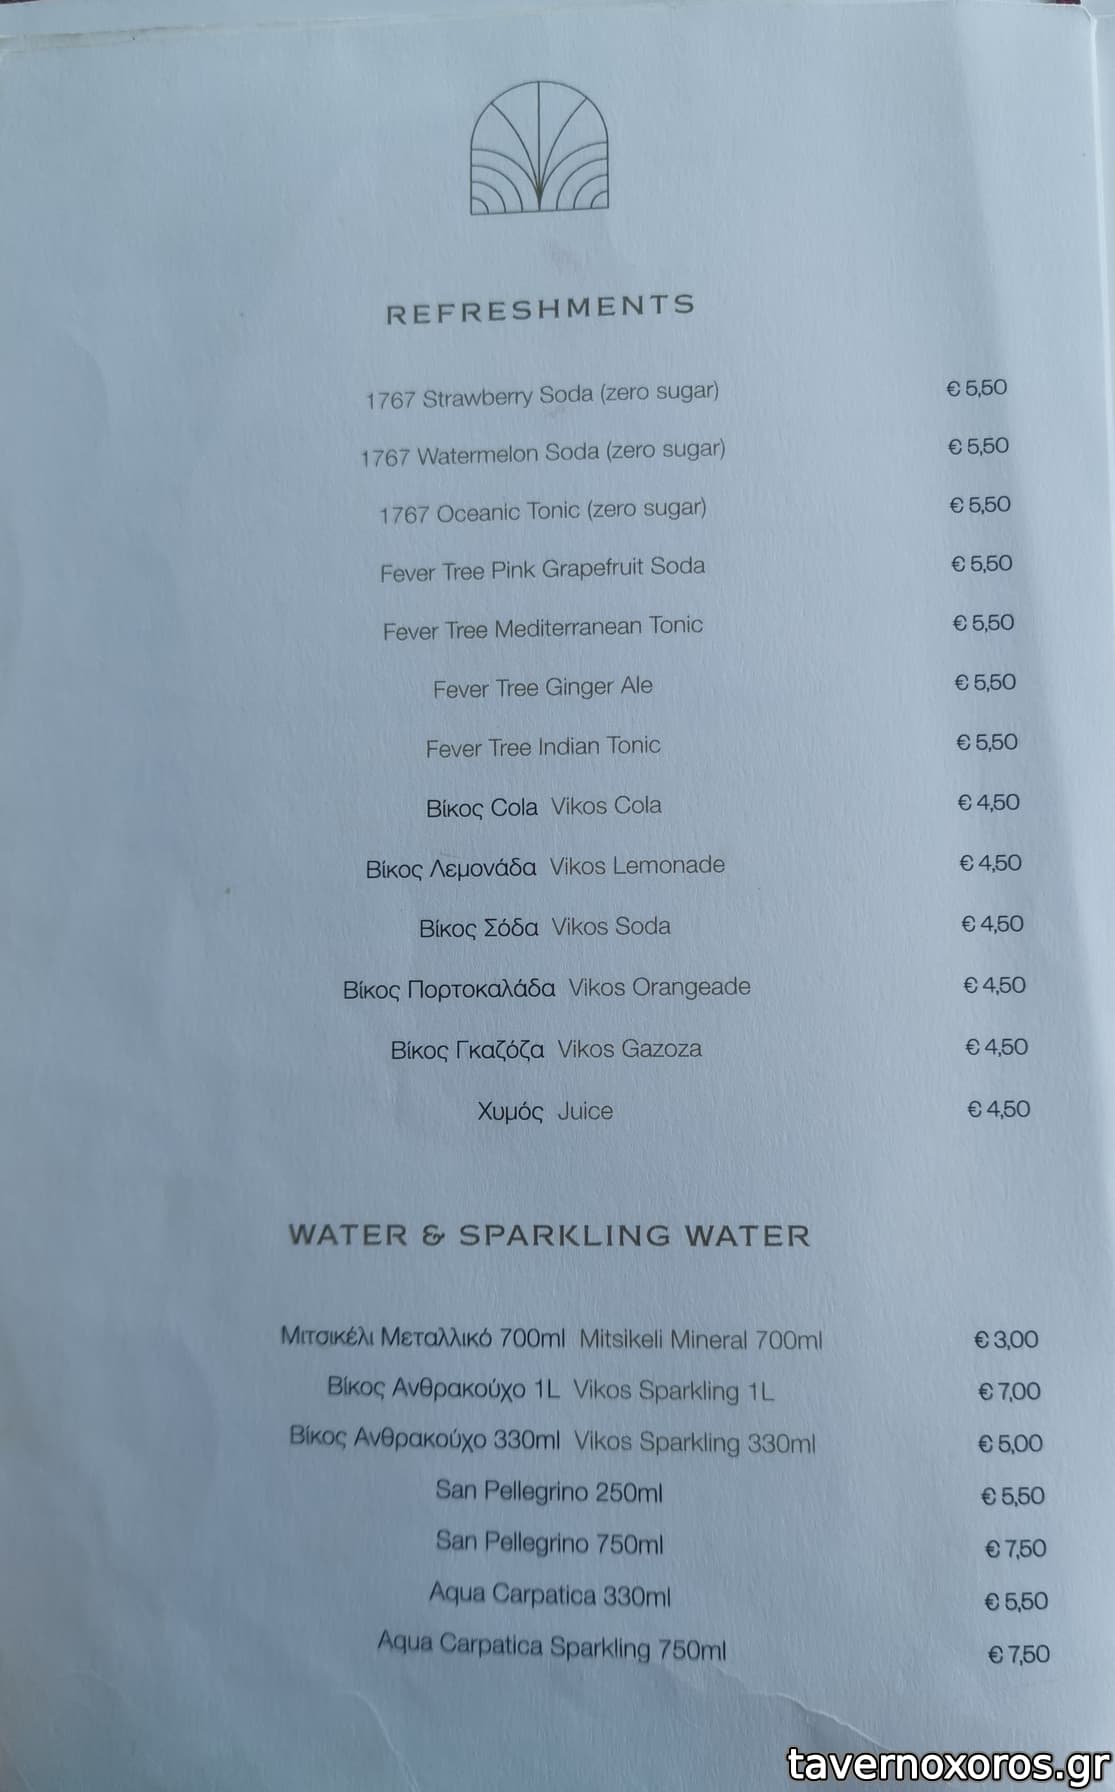 REFRESHMENTS
1767 Strawberry Soda (zero sugar) € 5,50
1767 Watermelon Soda (zero sugar) € 5,50
1767 Oceanic Tonic (zero sugar) € 5,50
Fever Tree Pink Grapefruit Soda € 5,50
Fever Tree Mediterranean Tonic € 5,50
Fever Tree Ginger Ale € 5,50
Fever Tree Indian Tonic € 5,50
Βίκος Cola Vikos Cola € 4,50
Βίκος Λεμονάδα Vikos Lemonade € 4,50
Βίκος Σόδα Vikos Soda € 4,50
Βίκος Πορτοκαλάδα Vikos Orangeade € 4,50
Βίκος Γκαζόζα Vikos Gazoza € 4,50
Χυμός Juice € 4,50
WATER & SPARKLING WATER
Μιτσικέλι Μεταλλικό 700ml Mitsikeli Mineral 700ml € 3,00
Βίκος Ανθρακούχο 1L Vikos Sparkling 1L € 7,00
Βίκος Ανθρακούχο 330ml Vikos Sparkling 330ml € 5,00
San Pellegrino 250ml € 5,50
San Pellegrino 750ml € 7,50
Aqua Carpatica 330ml € 5,50
Aqua Carpatica Sparkling 750ml € 7,50
tavernoxoros.gr